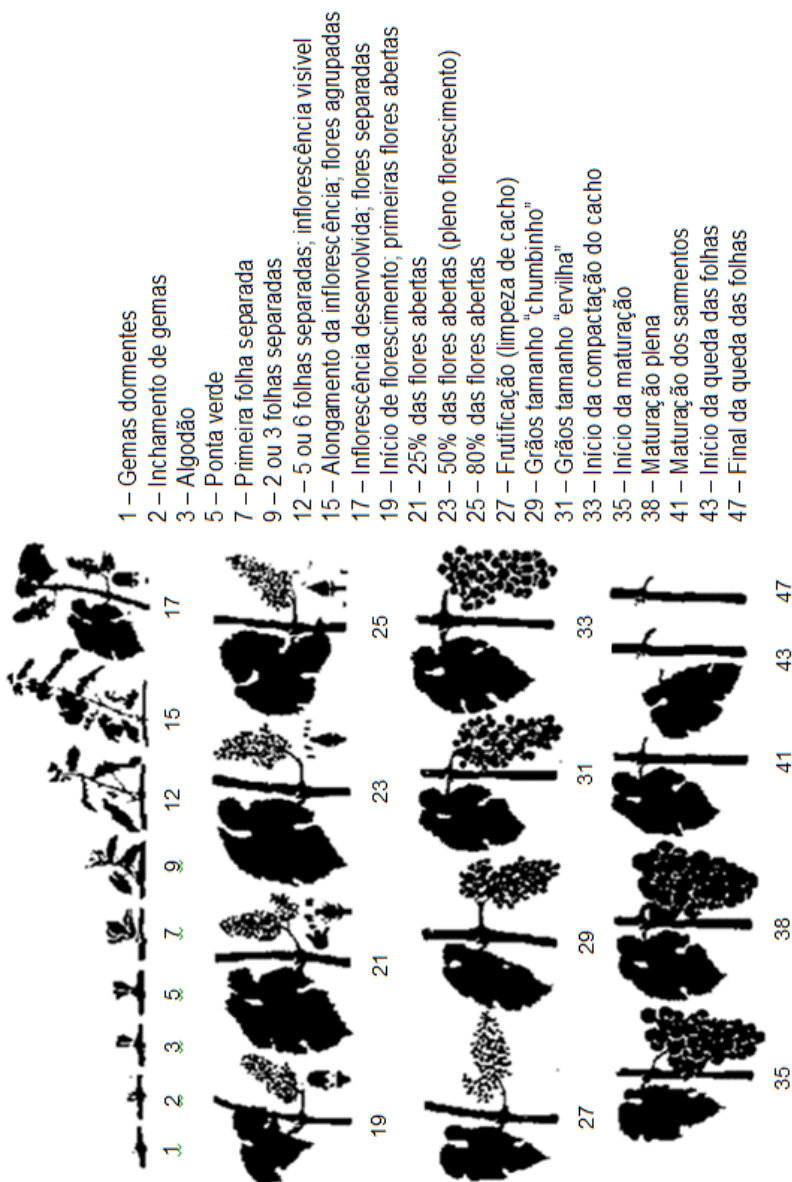 1 2 3 5 7 9 12 15 17
19 21 23 25
27 29 31 33
35 38 41 43 47
1 – Gemas dormentes
2 – Inchamento de gemas
3 – Algodão
5 – Ponta verde
7 – Primeira folha separada
9 – 2 ou 3 folhas separadas
12 – 5 ou 6 folhas separadas; inflorescência visível
15 – Alongamento da inflorescência; flores agrupadas
17 – Inflorescência desenvolvida; flores separadas
19 – Início de florescimento; primeiras flores abertas
21 – 25% das flores abertas
23 – 50% das flores abertas (pleno florescimento)
25 – 80% das flores abertas
27 – Frutificação (limpeza de cacho)
29 – Grãos tamanho “chumbinho”
31 – Grãos tamanho “ervilha”
33 – Início da compactação do cacho
35 – Início da maturação
38 – Maturação plena
41 – Maturação dos sarmentos
43 – Início da queda das folhas
47 – Final da queda das folhas